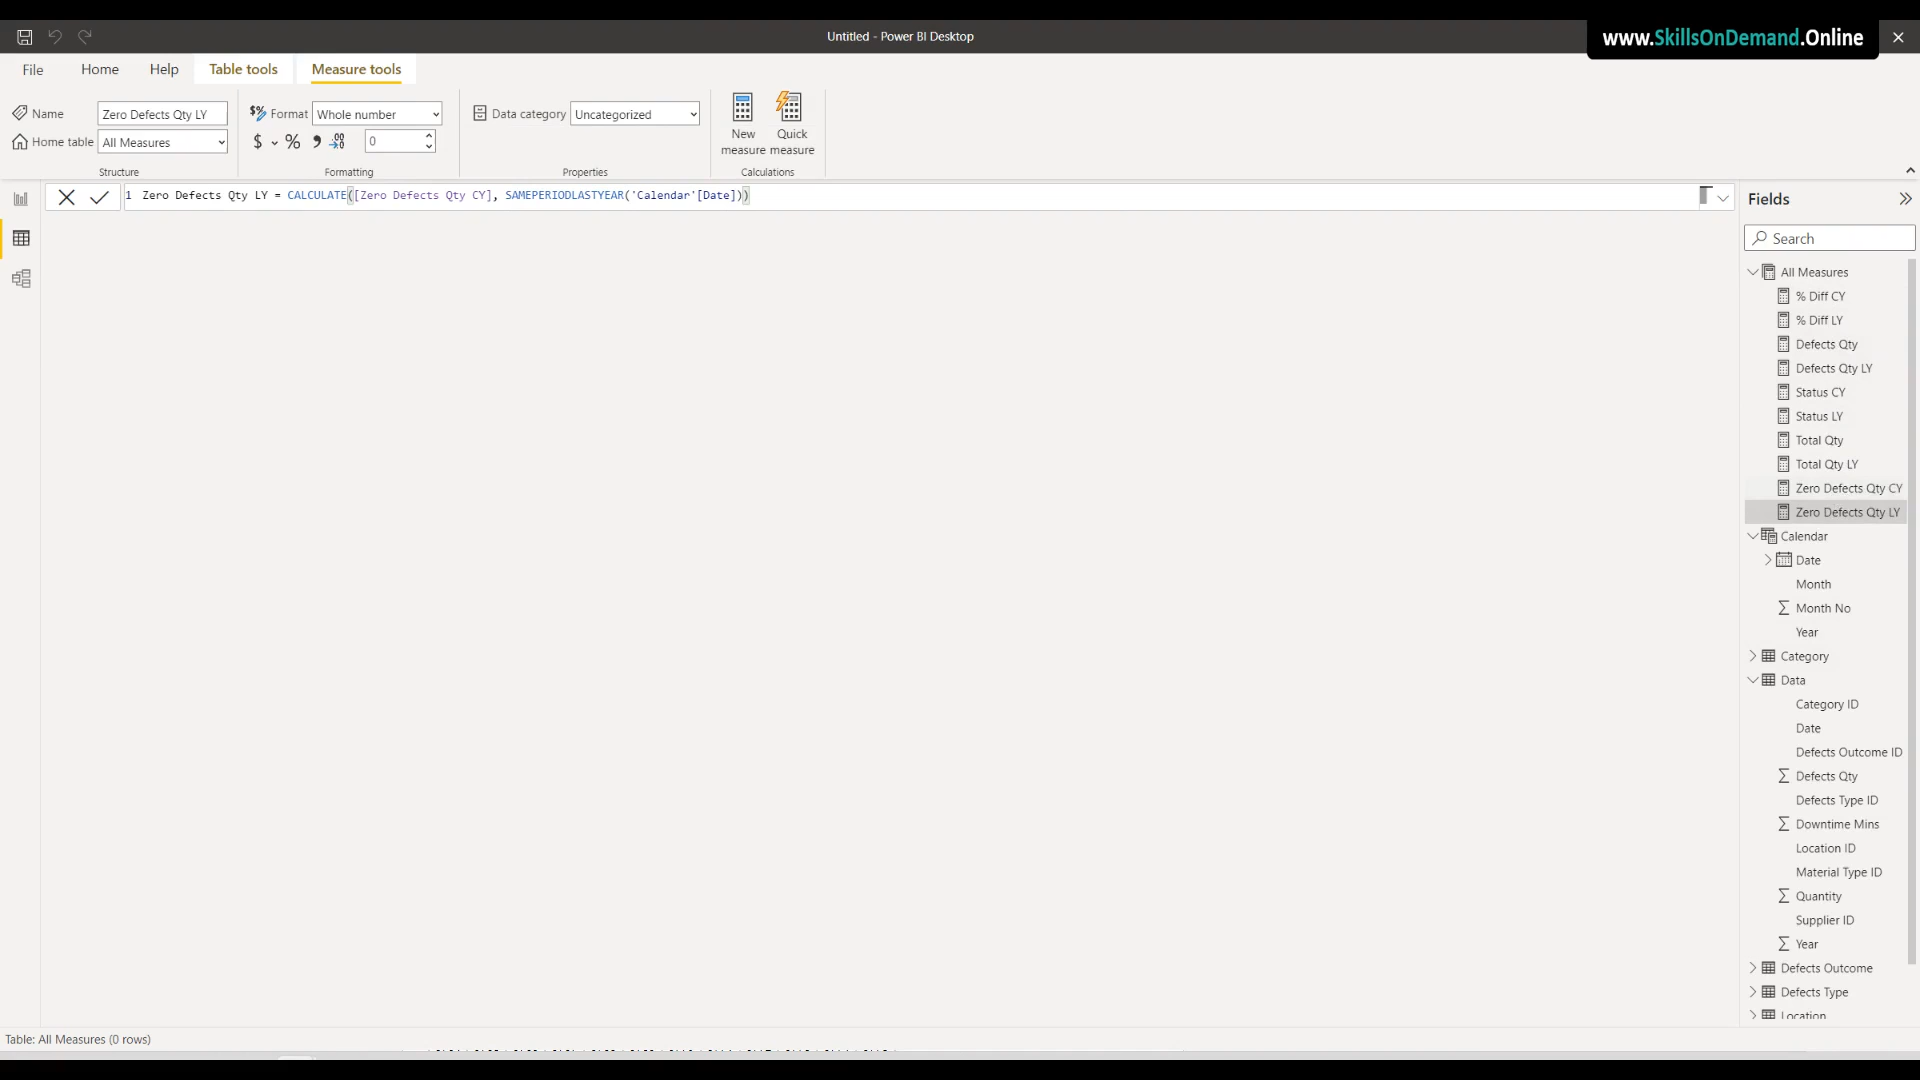 Untitled - Power BI Desktop
www.SkillsOnDemand.Online
File Home Help Table tools Measure tools
Name Zero Defects Qty LY
Home table All Measures
Structure
$% Format Whole number
$ % 9 .00 0
Formatting
Data category Uncategorized
Properties
New measure
Quick measure
Calculations
1 Zero Defects Qty LY = CALCULATE([Zero Defects Qty CY], SAMEPERIODLASTYEAR('Calendar'[Date]))
Fields
Search
All Measures
% Diff CY
% Diff LY
Defects Qty
Defects Qty LY
Status CY
Status LY
Total Qty
Total Qty LY
Zero Defects Qty CY
Zero Defects Qty LY
Calendar
Date
Month
Month No
Year
Category
Data
Category ID
Date
Defects Outcome ID
Defects Qty
Defects Type ID
Downtime Mins
Location ID
Material Type ID
Quantity
Supplier ID
Year
Defects Outcome
Defects Type
Location
Table: All Measures (0 rows)